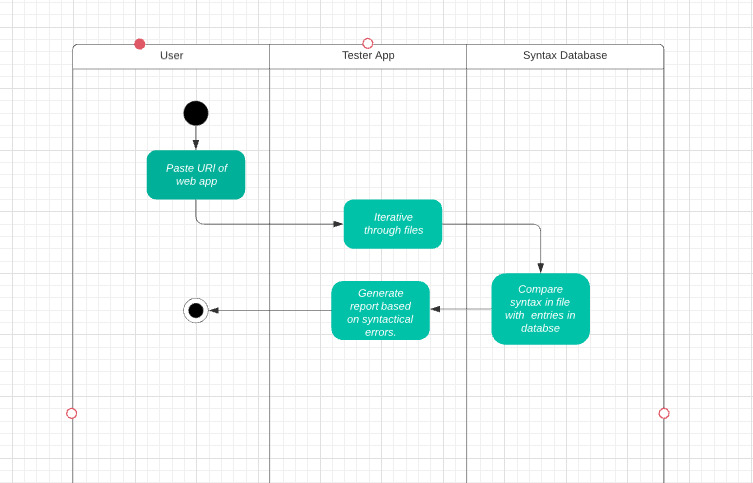 User
Tester App
Syntax Database
Paste URI of
web app
Iterative
through files
Generate
report based
on syntactical
errors.
Compare
syntax in file
with entries in
databse